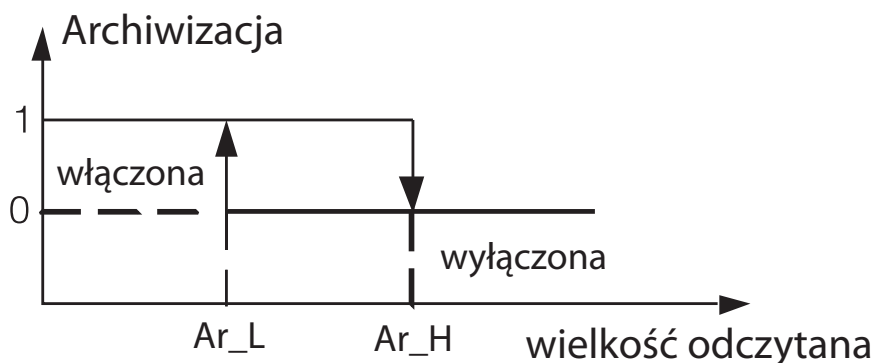 Archiwizacja
1
włączona
0
wyłączona
Ar_L
Ar_H
wielkość odczytana